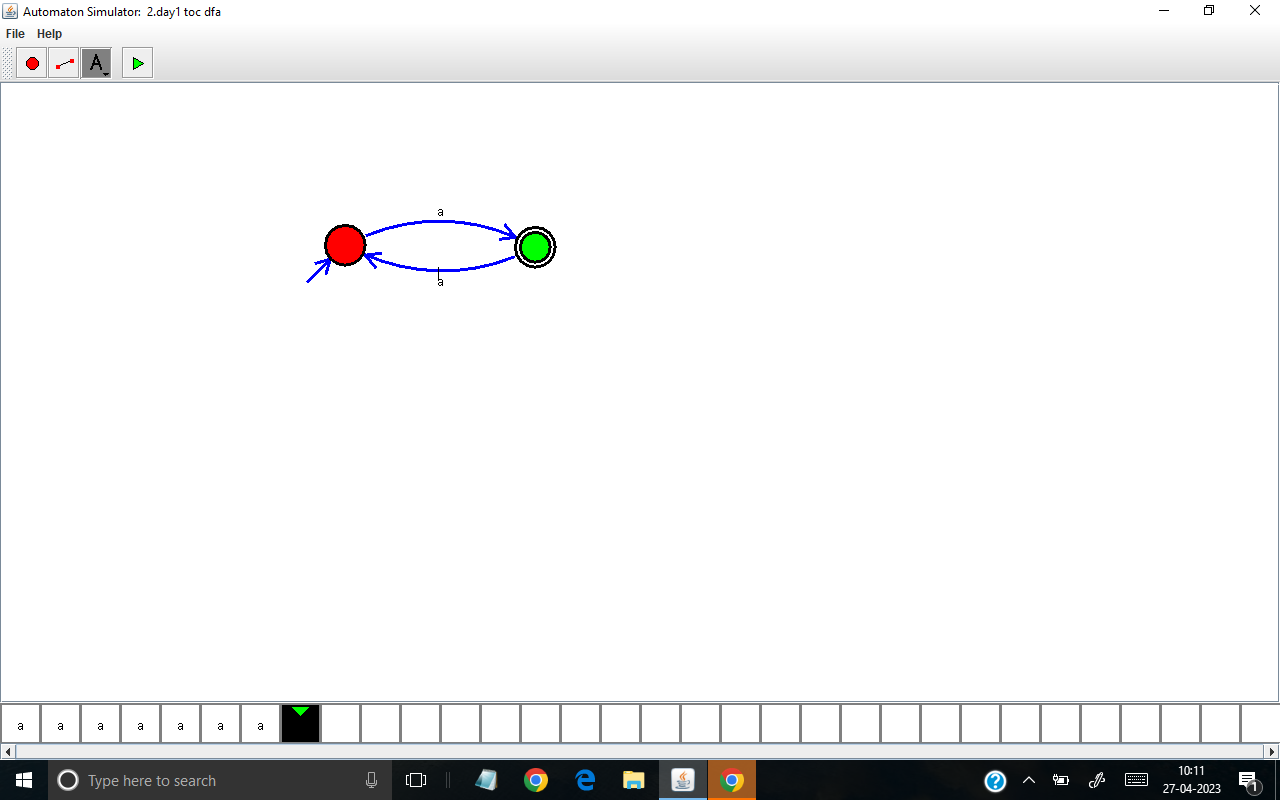 Automaton Simulator: 2.day1 toc dfa
File Help
A
a
a
a a a a a a a
Type here to search
10:11
27-04-2023
1